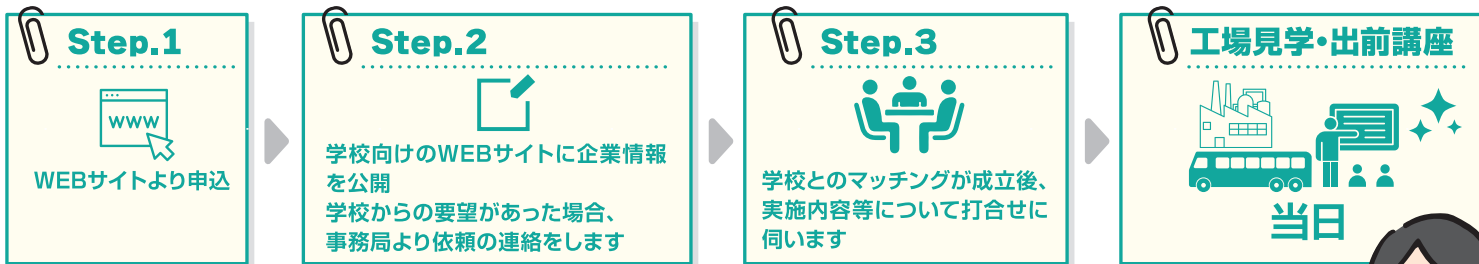 Step.1
www
WEBサイトより申込
Step.2
学校向けのWEBサイトに企業情報
を公開
学校からの要望があった場合、
事務局より依頼の連絡をします
Step.3
学校とのマッチングが成立後、
実施内容等について打合せに
伺います
工場見学・出前講座
当日